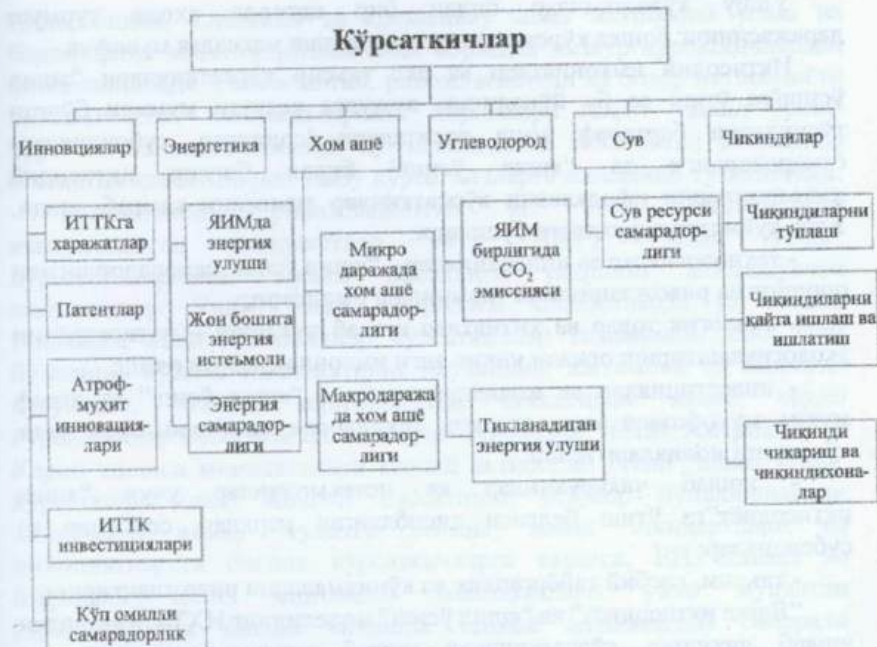 Кўрсаткичлар
Инновциялар
Энергетика
Хом ашё
Углеводород
Сув
Чиқиндилар
ИТТКга
харажатлар
Патентлар
Атроф-
муҳит
инновация-
лари
ИТТК
инвестициялари
Кўп омилли
самарадорлик
ЯИМда
энергия
улуши
Жон бошига
энергия
истеъмоли
Энергия
самарадор-
лиги
Микро
даражада
хом ашё
самарадор-
лиги
Макродаража
да хом ашё
самарадор-
лиги
ЯИМ
бирлигида
CO₂
эмиссияси
Тикланадиган
энергия улуши
Сув ресурси
самарадор-
лиги
Чиқиндиларни
тўплаш
Чиқиндиларни
қайта ишлаш ва
ишлатиш
Чиқинди
чиқариш ва
чиқиндихона-
лар